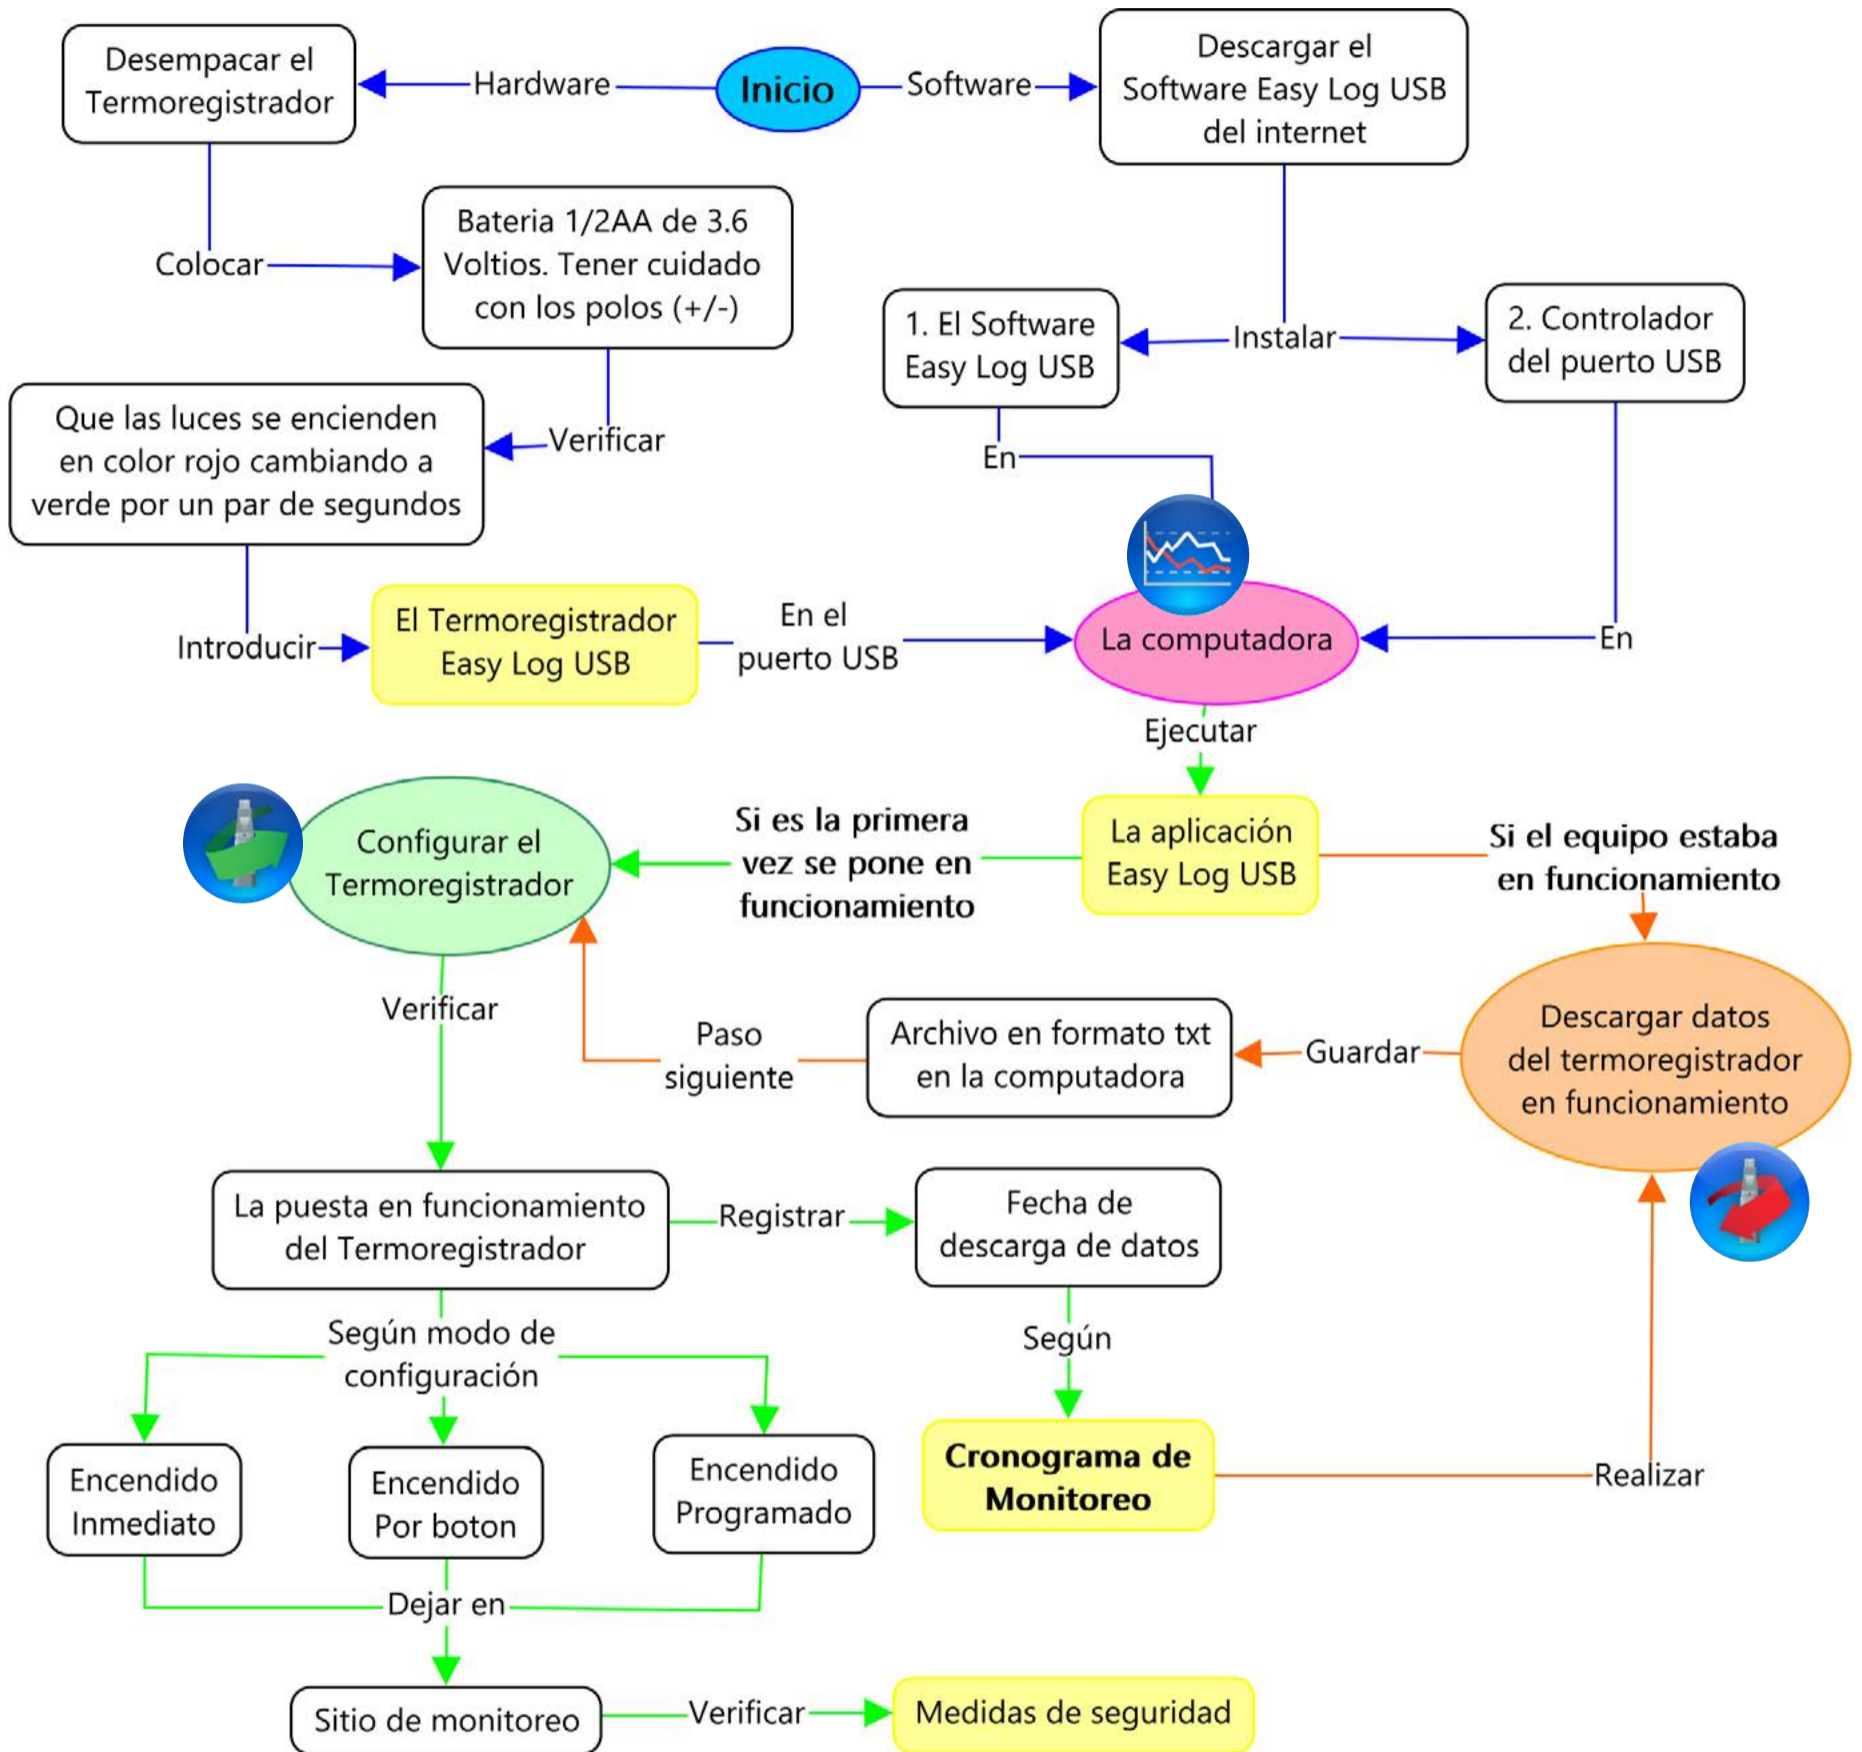 Desempacar el
Termoregistrador
Hardware
Inicio
Software
Descargar el
Software Easy Log USB
del internet
Colocar
Bateria 1/2AA de 3.6
Voltios. Tener cuidado
con los polos (+/-)
1. El Software
Easy Log USB
Instalar
2. Controlador
del puerto USB
Que las luces se encienden
en color rojo cambiando a
verde por un par de segundos
Verificar
En
Introducir
El Termoregistrador
Easy Log USB
En el
puerto USB
La computadora
En
Ejecutar
Configurar el
Termoregistrador
Si es la primera
vez se pone en
funcionamiento
La aplicación
Easy Log USB
Si el equipo estaba
en funcionamiento
Verificar
Paso
siguiente
Archivo en formato txt
en la computadora
Guardar
Descargar datos
del termoregistrador
en funcionamiento
La puesta en funcionamiento
del Termoregistrador
Registrar
Fecha de
descarga de datos
Según modo de
configuración
Según
Encendido
Inmediato
Encendido
Por boton
Encendido
Programado
Cronograma de
Monitoreo
Realizar
Dejar en
Sitio de monitoreo
Verificar
Medidas de seguridad